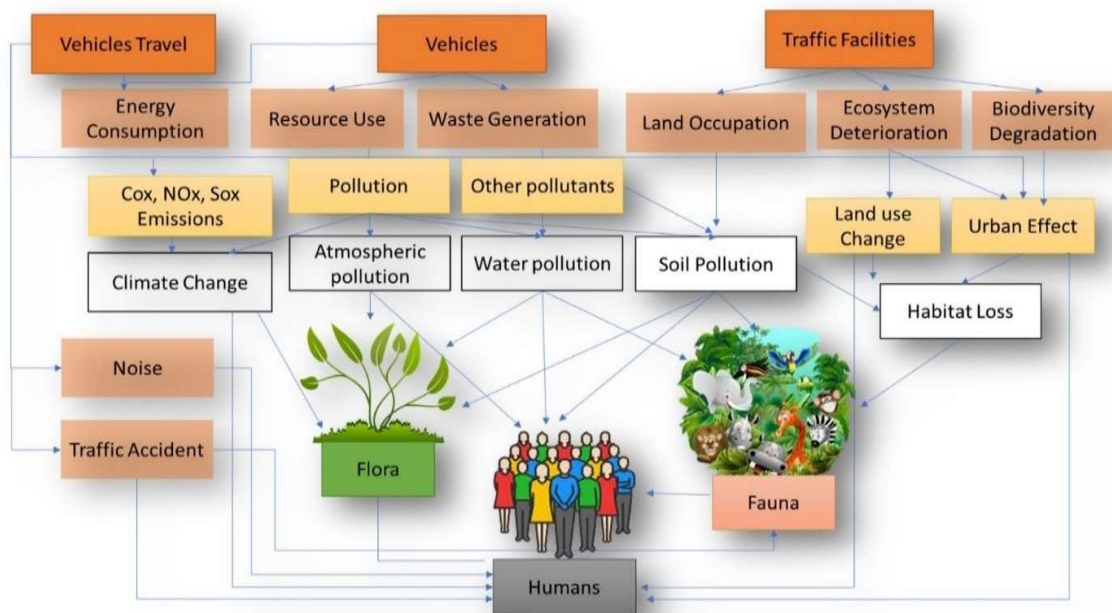 Vehicles Travel
Vehicles
Traffic Facilities
Energy
Consumption
Resource Use
Waste Generation
Land Occupation
Ecosystem
Deterioration
Biodiversity
Degradation
Cox, NOx, Sox
Emissions
Pollution
Other pollutants
Land use
Change
Urban Effect
Climate Change
Atmospheric
pollution
Water pollution
Soil Pollution
Habitat Loss
Noise
Traffic Accident
Flora
Fauna
Humans